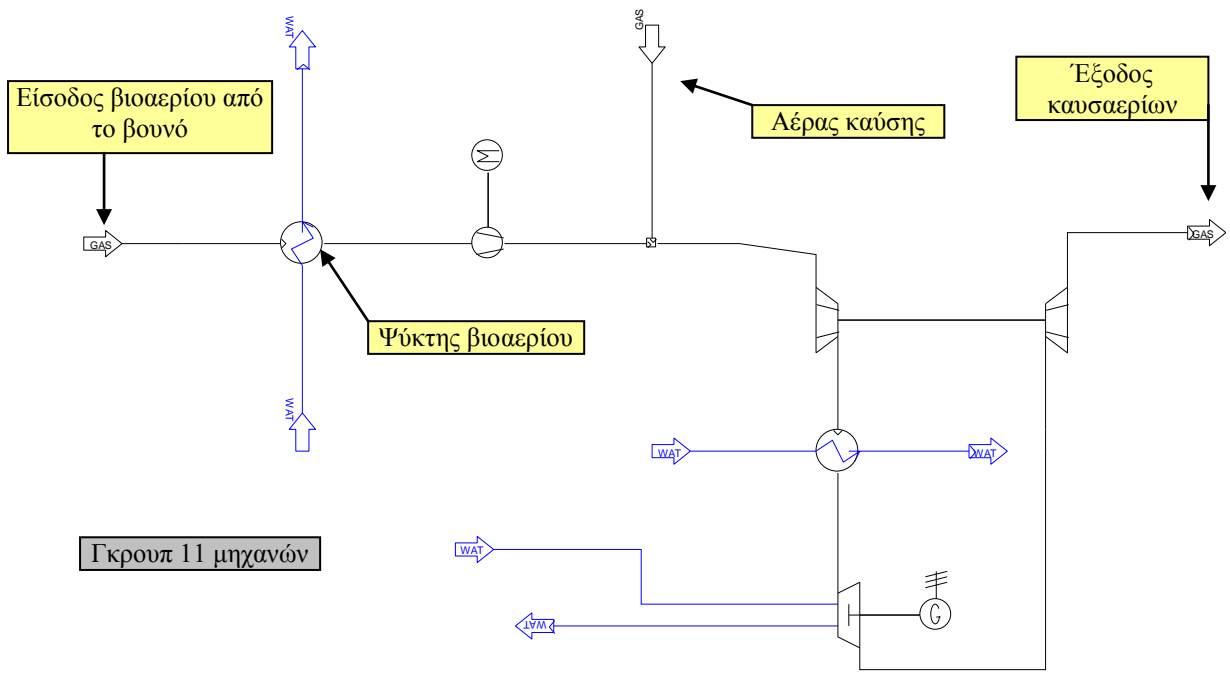 WAT
GAS
Είσοδος βιοαερίου από
το βουνό
Αέρας καύσης
Έξοδος
καυσαερίων
M
GAS
GAS
Ψύκτης βιοαερίου
WAT
WAT
WAT
Γκρουπ 11 μηχανών
WAT
WAT
G